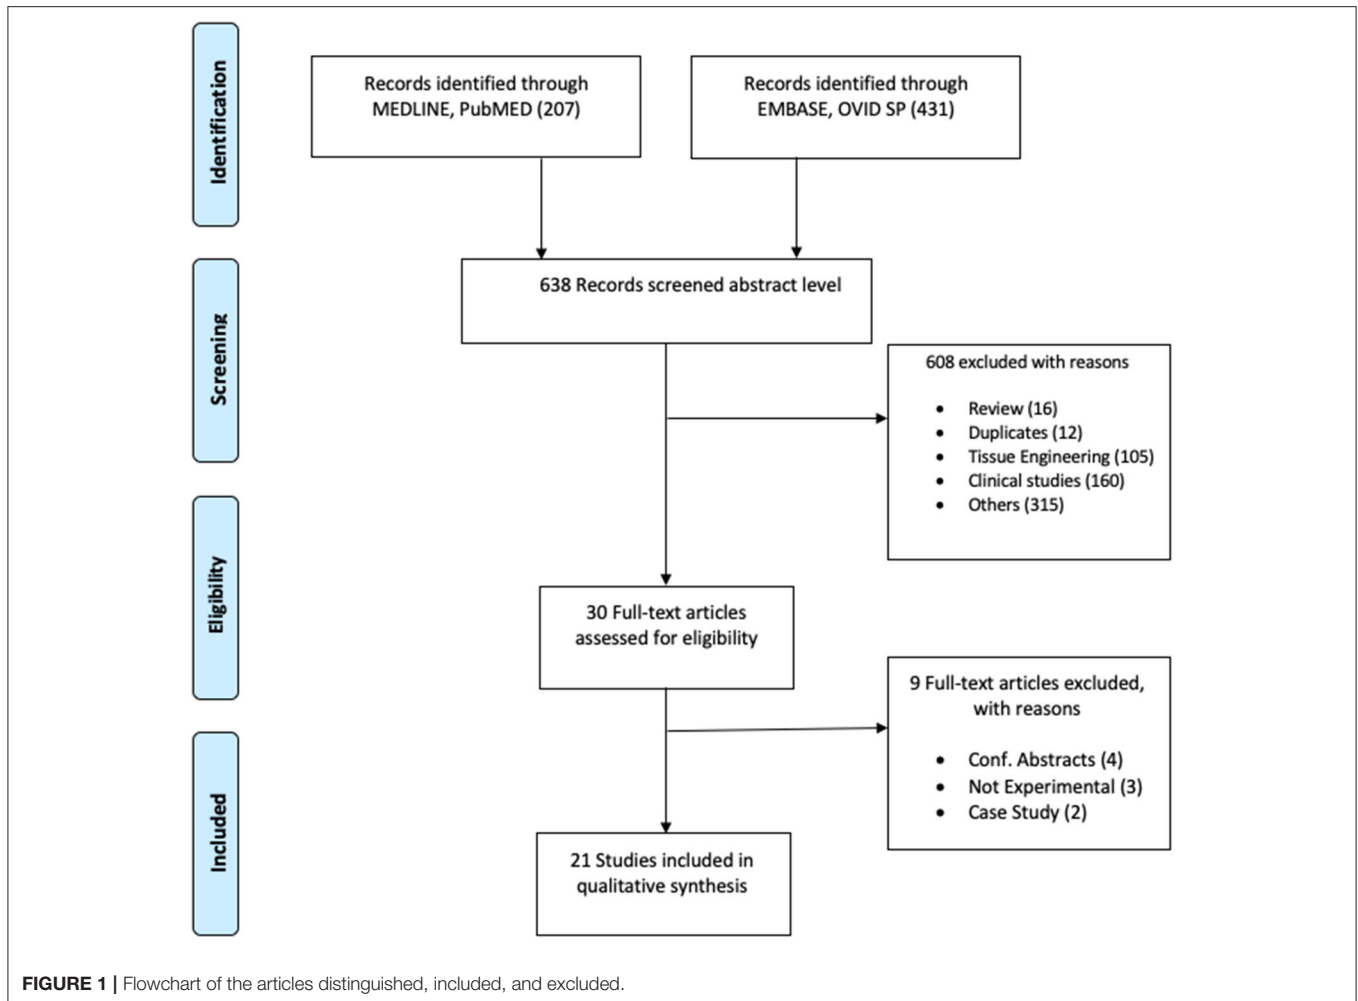 Identification
Records identified through
MEDLINE, PubMED (207)
Records identified through
EMBASE, OVID SP (431)
Screening
638 Records screened abstract level
608 excluded with reasons
• Review (16)
• Duplicates (12)
• Tissue Engineering (105)
• Clinical studies (160)
• Others (315)
Eligibility
30 Full-text articles
assessed for eligibility
9 Full-text articles excluded,
with reasons
• Conf. Abstracts (4)
• Not Experimental (3)
• Case Study (2)
Included
21 Studies included in
qualitative synthesis
FIGURE 1 | Flowchart of the articles distinguished, included, and excluded.